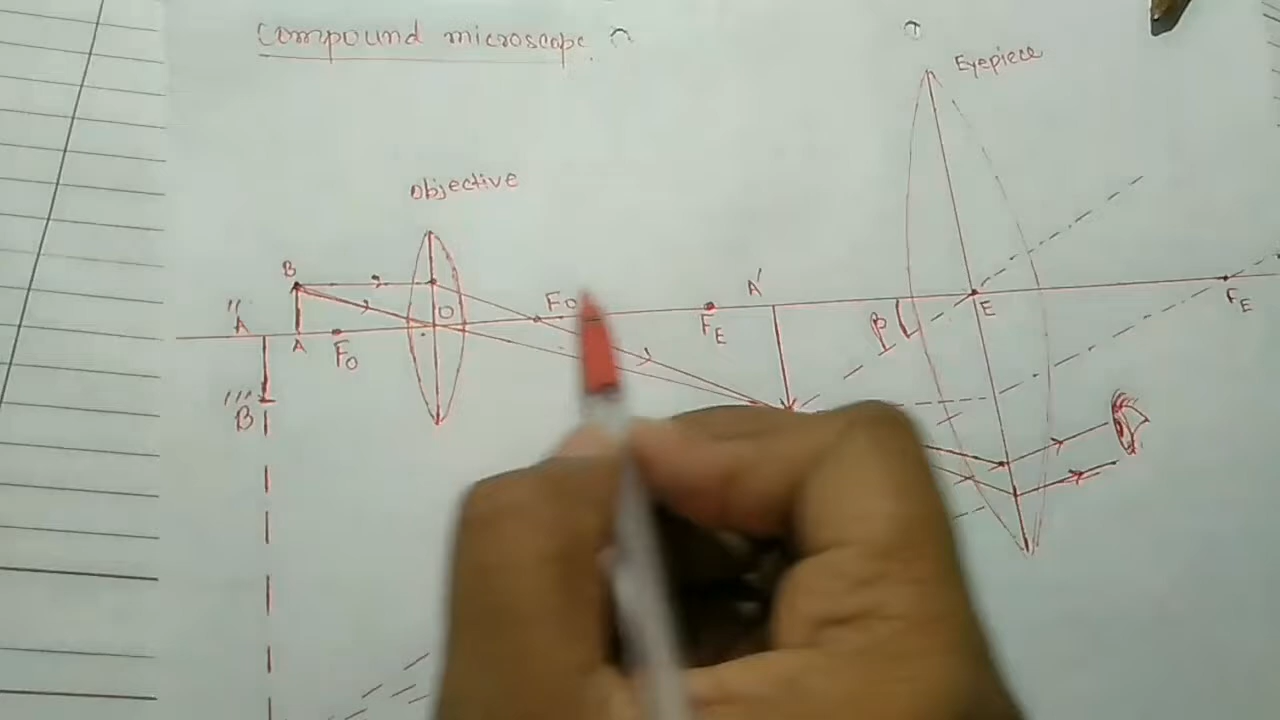 Compound microscope.
Eyepiece
Objective
B
A'
A''
O
Fo
FE
E
FE
β
A
Fo
B'''